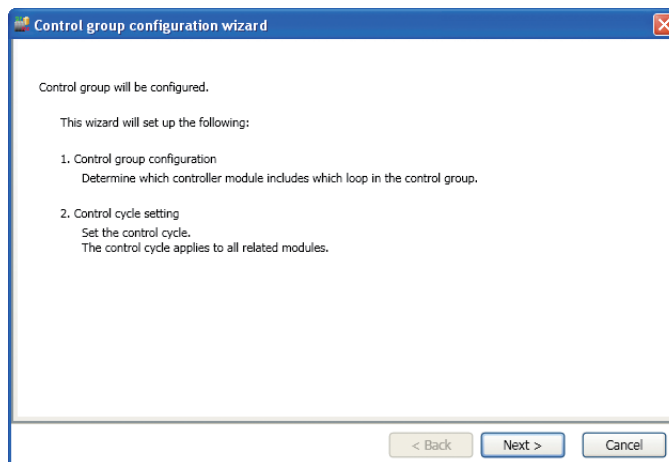 Control group configuration wizard
Control group will be configured.
This wizard will set up the following:
1. Control group configuration
Determine which controller module includes which loop in the control group.
2. Control cycle setting
Set the control cycle.
The control cycle applies to all related modules.
< Back Next > Cancel